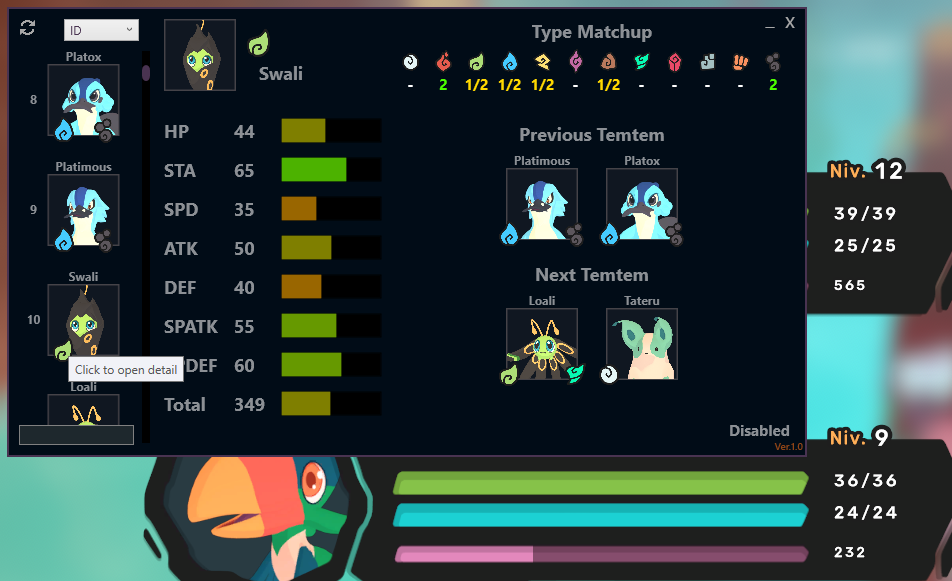 ID
Platox
8
Platimous
9
Swali
10
Click to open detail
Loali
Swali
HP 44
STA 65
SPD 35
ATK 50
DEF 40
SPATK 55
DEF 60
Total 349
_ X
Type Matchup
- 2 1/2 1/2 1/2 - 1/2 - - - - 2
Previous Temtem
Platimous Platox
Next Temtem
Loali Tateru
Disabled
Ver.1.0
Niv. 12
39/39
25/25
565
Niv. 9
36/36
24/24
232